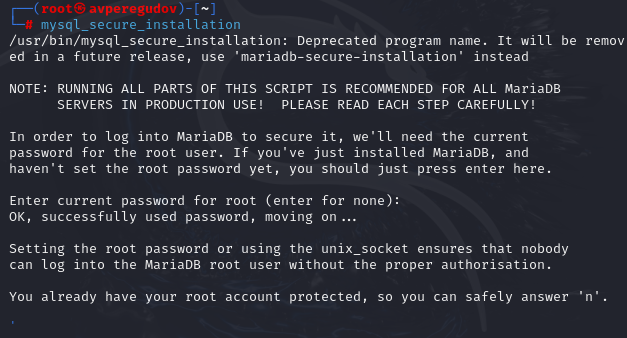 ┌──(root㉿avperegudov)-[~]
└─# mysql_secure_installation
/usr/bin/mysql_secure_installation: Deprecated program name. It will be remov
ed in a future release, use 'mariadb-secure-installation' instead
NOTE: RUNNING ALL PARTS OF THIS SCRIPT IS RECOMMENDED FOR ALL MariaDB
SERVERS IN PRODUCTION USE!  PLEASE READ EACH STEP CAREFULLY!
In order to log into MariaDB to secure it, we'll need the current
password for the root user. If you've just installed MariaDB, and
haven't set the root password yet, you should just press enter here.
Enter current password for root (enter for none):
OK, successfully used password, moving on...
Setting the root password or using the unix_socket ensures that nobody
can log into the MariaDB root user without the proper authorisation.
You already have your root account protected, so you can safely answer 'n'.